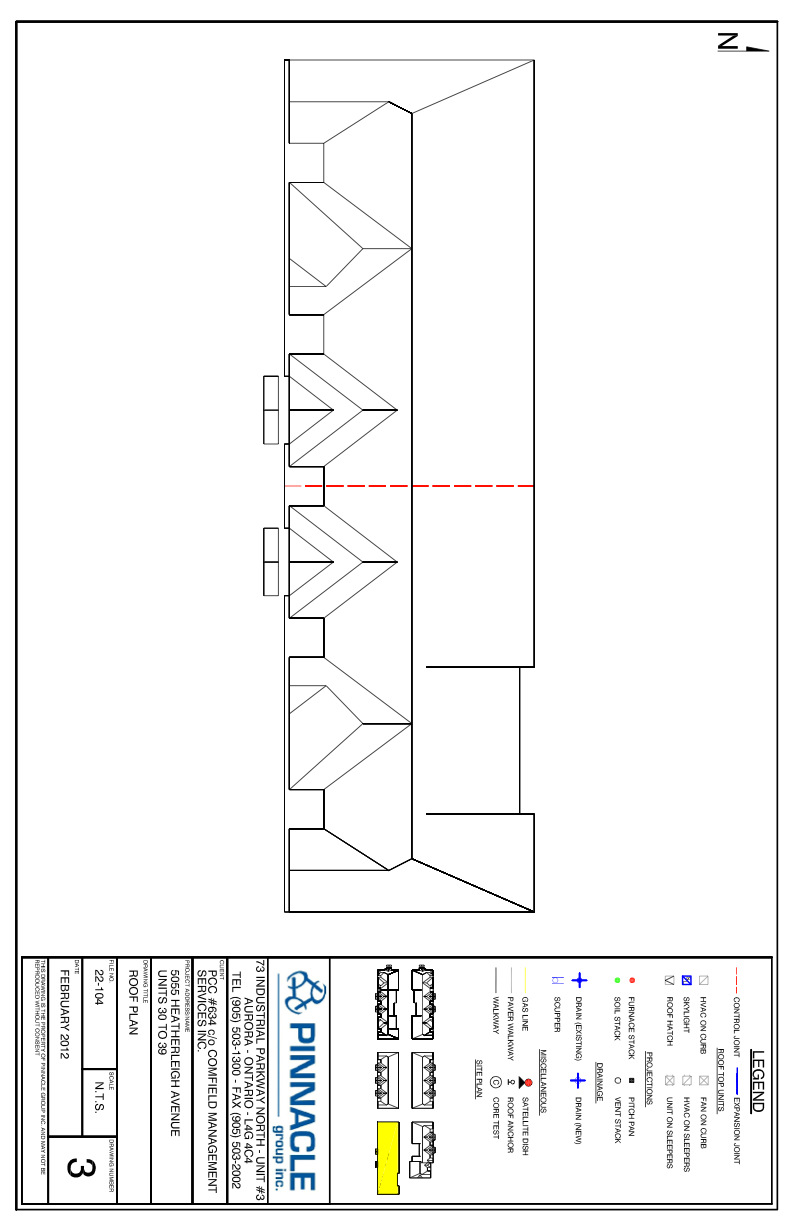 N
LEGEND
CONTROL JOINT
EXPANSION JOINT
ROOF TOP UNITS
HVAC ON CURB
FAN ON CURB
SKYLIGHT
HVAC ON SLEEPERS
ROOF HATCH
UNIT ON SLEEPERS
PROJECTIONS
FURNACE STACK
PITCH PAN
SOIL STACK
VENT STACK
DRAINAGE
DRAIN (EXISTING)
DRAIN (NEW)
SCUPPER
MISCELLANEOUS
GAS LINE
SATELLITE DISH
PAVER WALKWAY
ROOF ANCHOR
WALKWAY
C
CORE TEST
SITE PLAN
PINNACLE
group inc.
73 INDUSTRIAL PARKWAY NORTH - UNIT #3
AURORA - ONTARIO - L4G 4C4
TEL (905) 503-1300 - FAX (905) 503-2002
CLIENT
PCC #634 c/o COMFIELD MANAGEMENT
SERVICES INC.
PROJECT ADDRESS/NAME
5055 HEATHERLEIGH AVENUE
UNITS 30 TO 39
DRAWING TITLE
ROOF PLAN
FILE NO.
22-104
SCALE
N.T.S.
DATE
FEBRUARY 2012
DRAWING NUMBER
3
THIS DRAWING IS THE PROPERTY OF PINNACLE GROUP INC. AND MAY NOT BE
REPRODUCED WITHOUT CONSENT